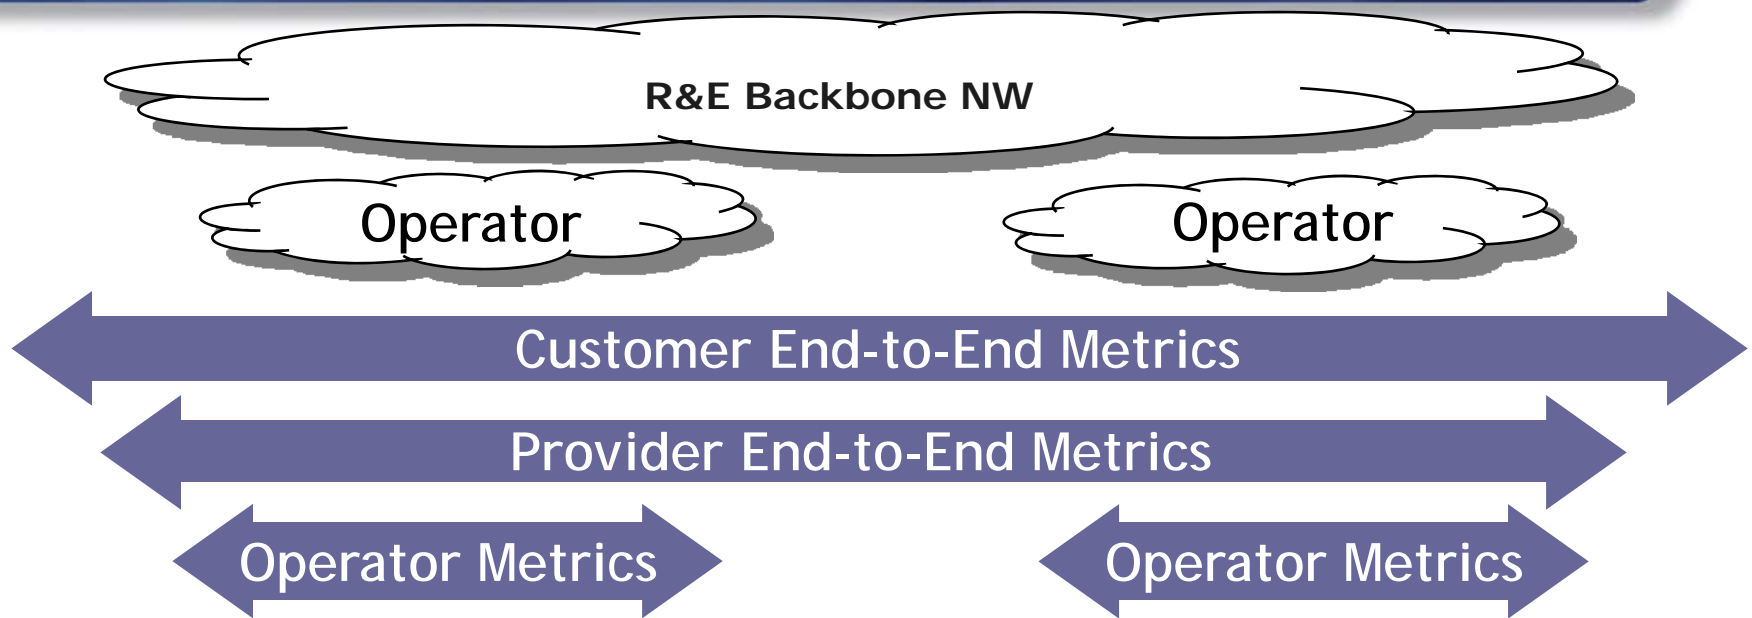 R&E Backbone NW
Operator
Operator
Customer End-to-End Metrics
Provider End-to-End Metrics
Operator Metrics
Operator Metrics